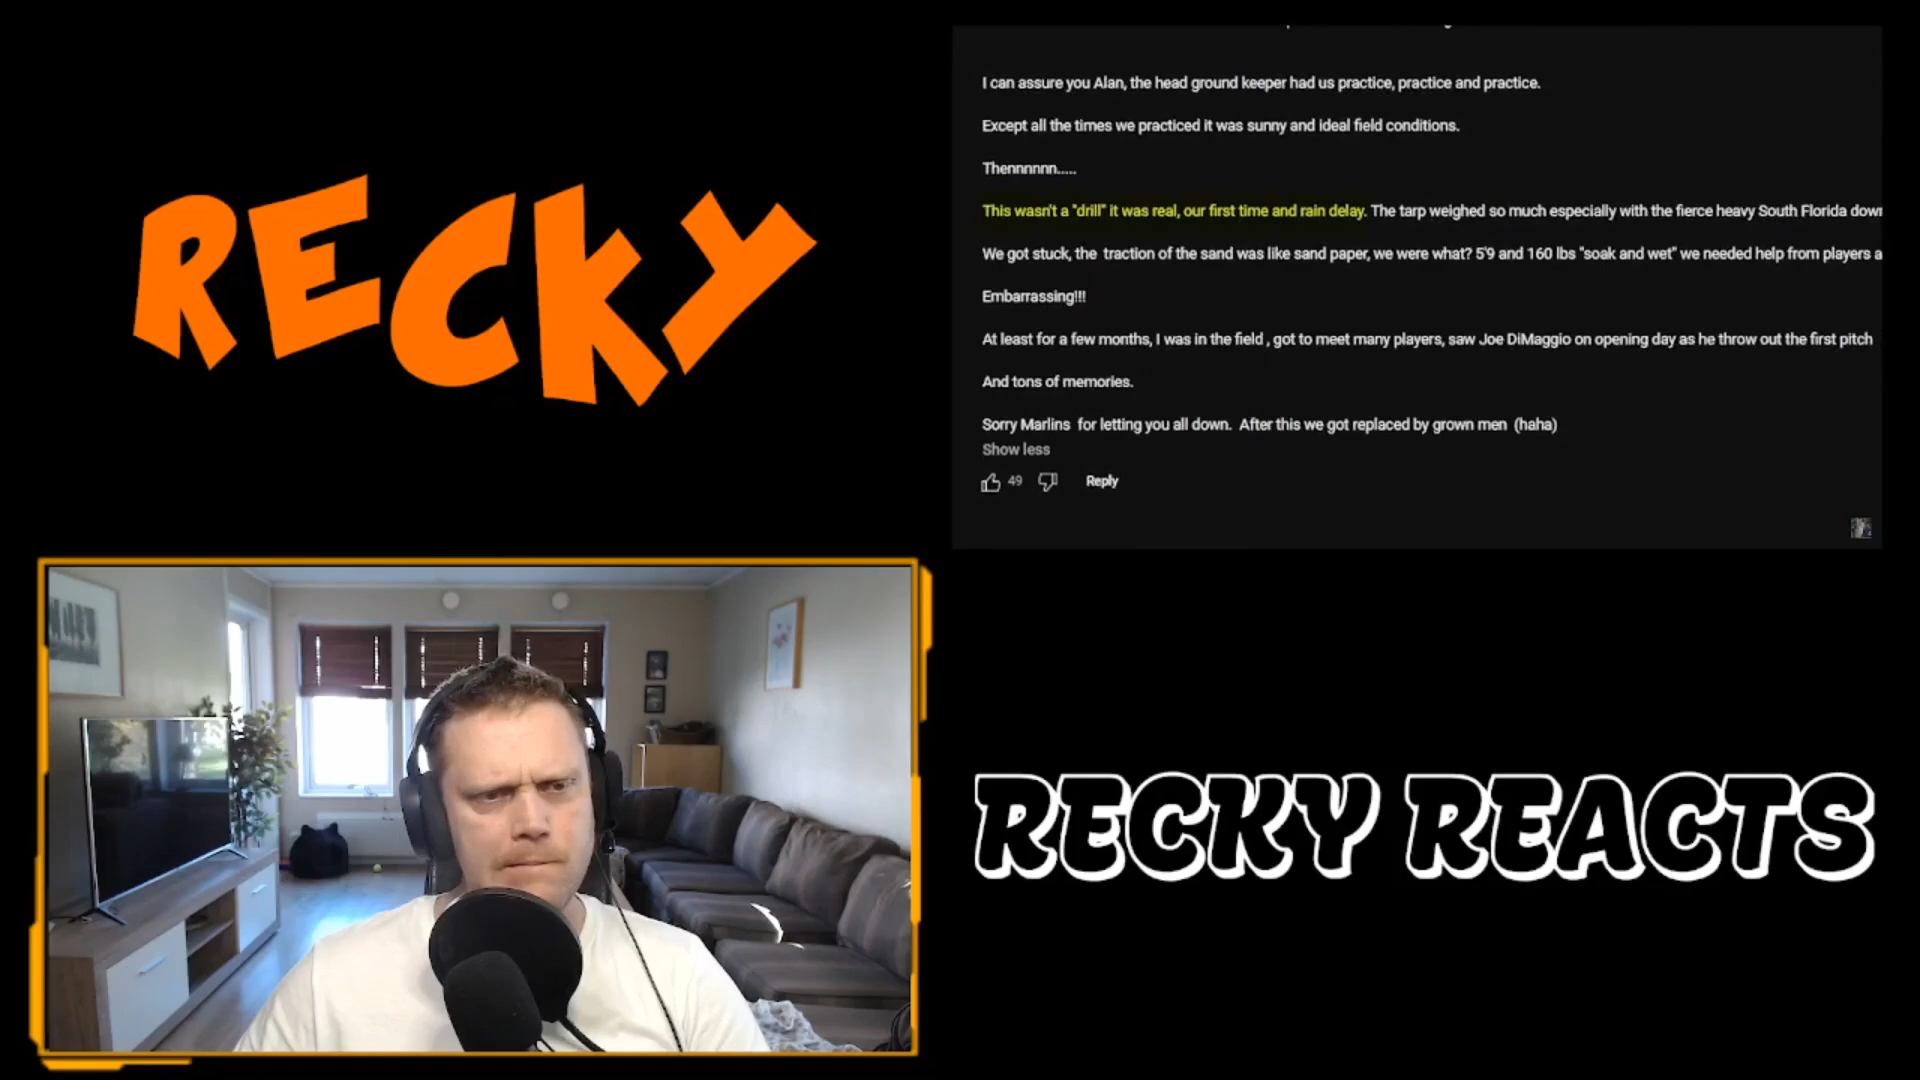 RECKY
I can assure you Alan, the head ground keeper had us practice, practice and practice.
Except all the times we practiced it was sunny and ideal field conditions.
Thennnnnn.....
This wasn't a "drill" it was real, our first time and rain delay. The tarp weighed so much especially with the fierce heavy South Florida
We got stuck, the traction of the sand was like sand paper, we were what? 5'9 and 160 lbs "soak and wet" we needed help from players
Embarrassing!!!
At least for a few months, I was in the field , got to meet many players, saw Joe DiMaggio on opening day as he throw out the first pitch
And tons of memories.
Sorry Marlins for letting you all down. After this we got replaced by grown men (haha)
Show less
49 Reply
RECKY REACTS